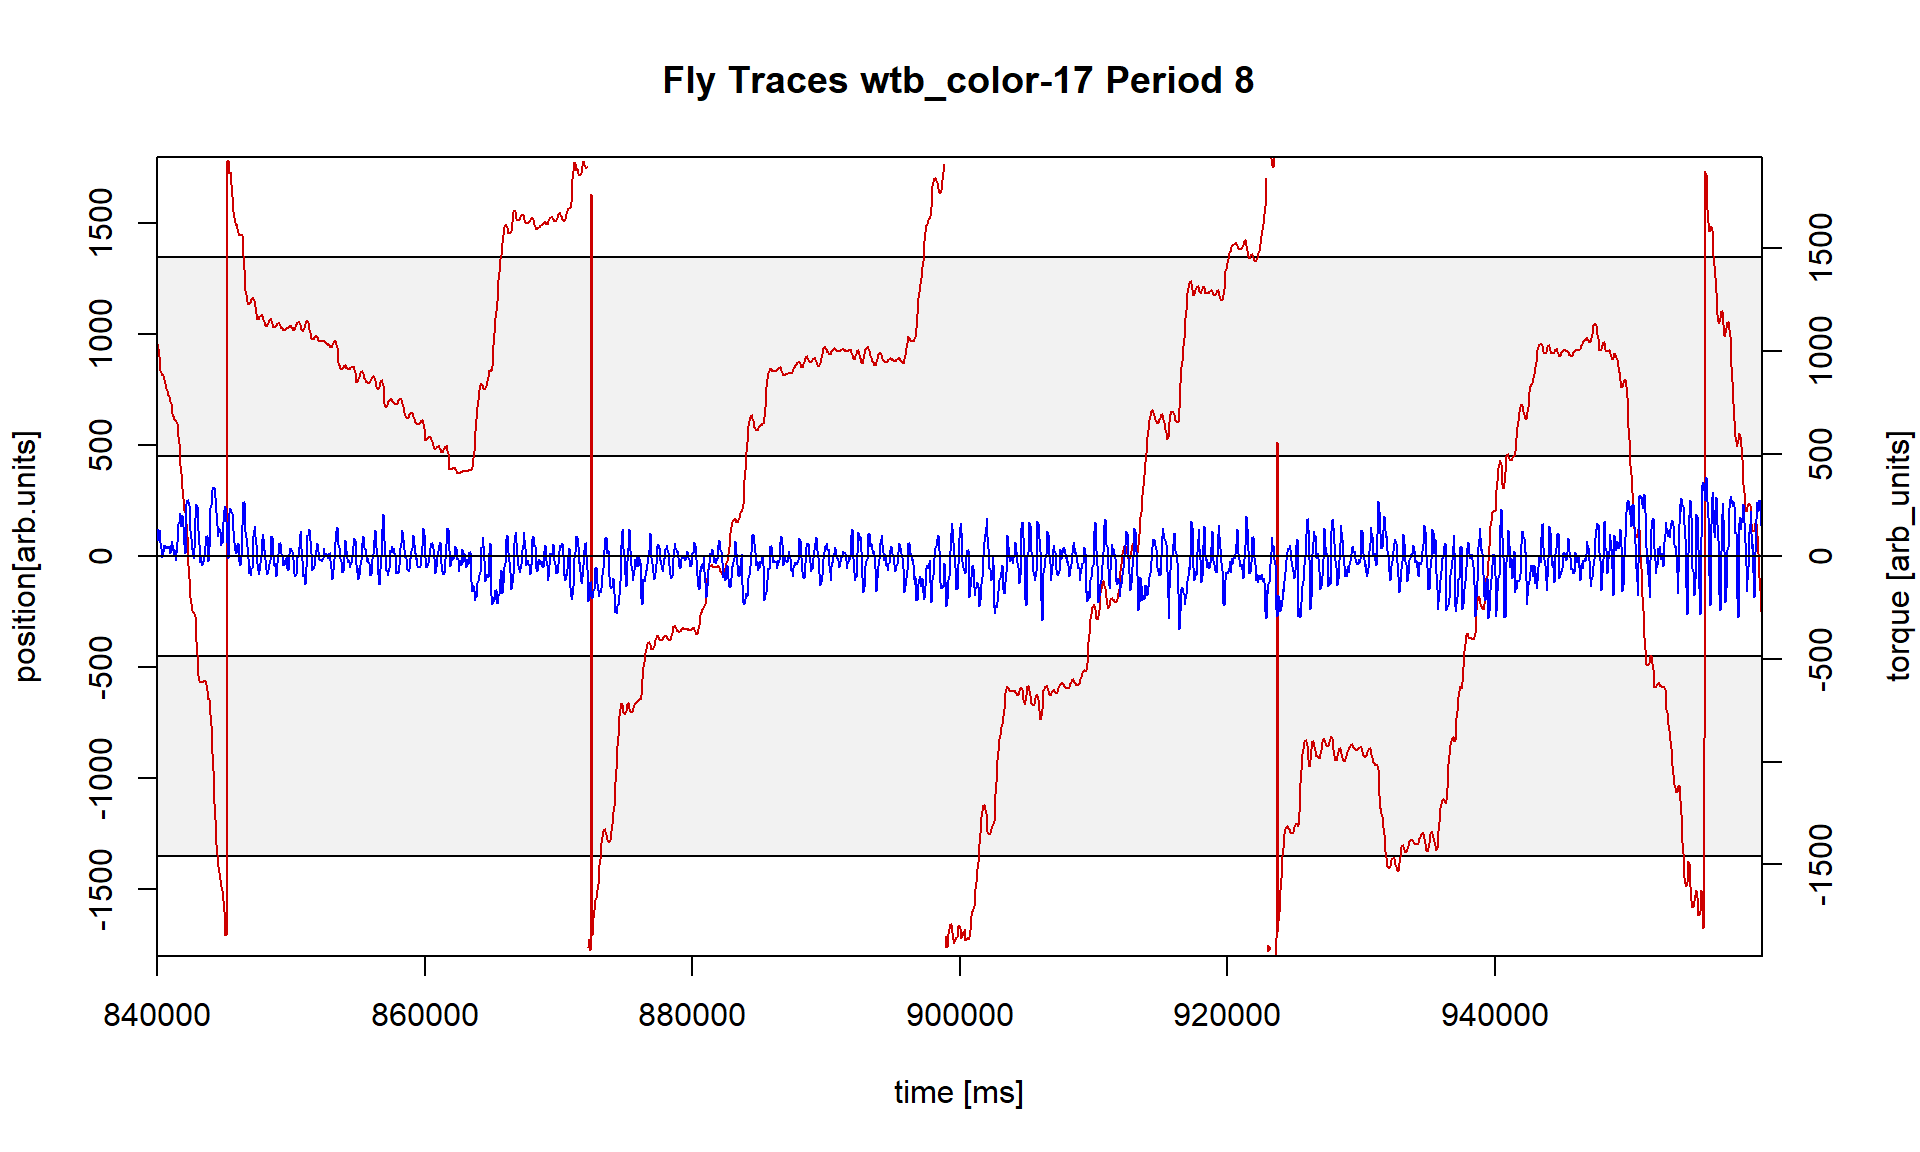 Fly Traces wtb_color-17 Period 8
position[arb.units]
1500
1000
500
0
-500
-1000
-1500
1500
1000
500
0
-500
-1500
torque [arb_units]
840000 860000 880000 900000 920000 940000
time [ms]